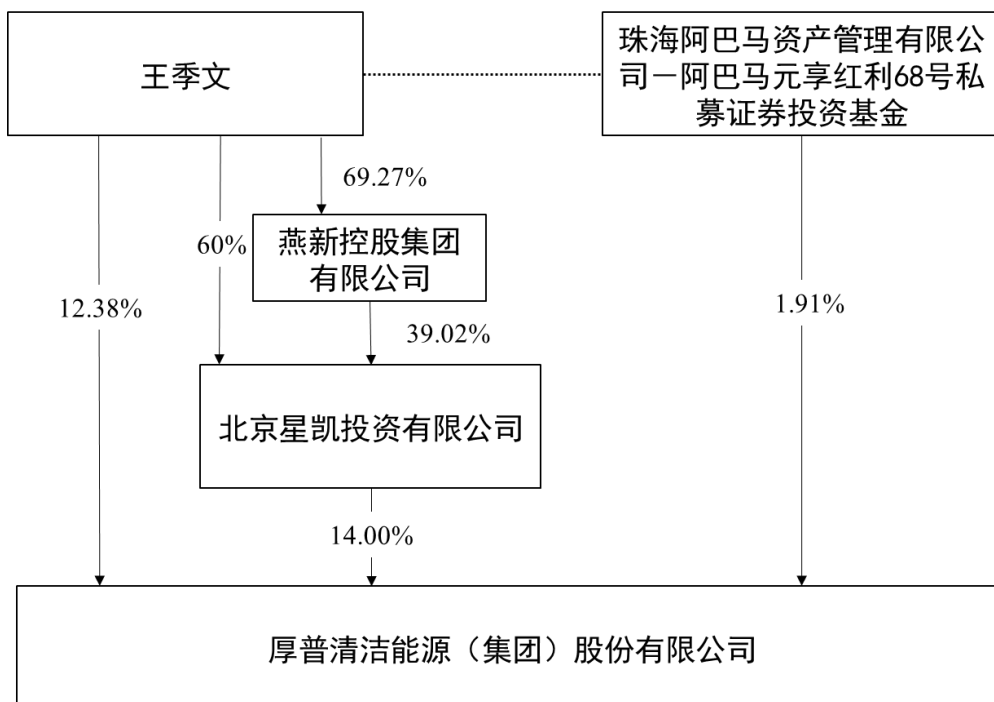 王季文
珠海阿巴马资产管理有限公
司－阿巴马元享红利68号私
募证券投资基金
69.27%
60%
燕新控股集团
有限公司
12.38%
1.91%
39.02%
北京星凯投资有限公司
14.00%
厚普清洁能源（集团）股份有限公司